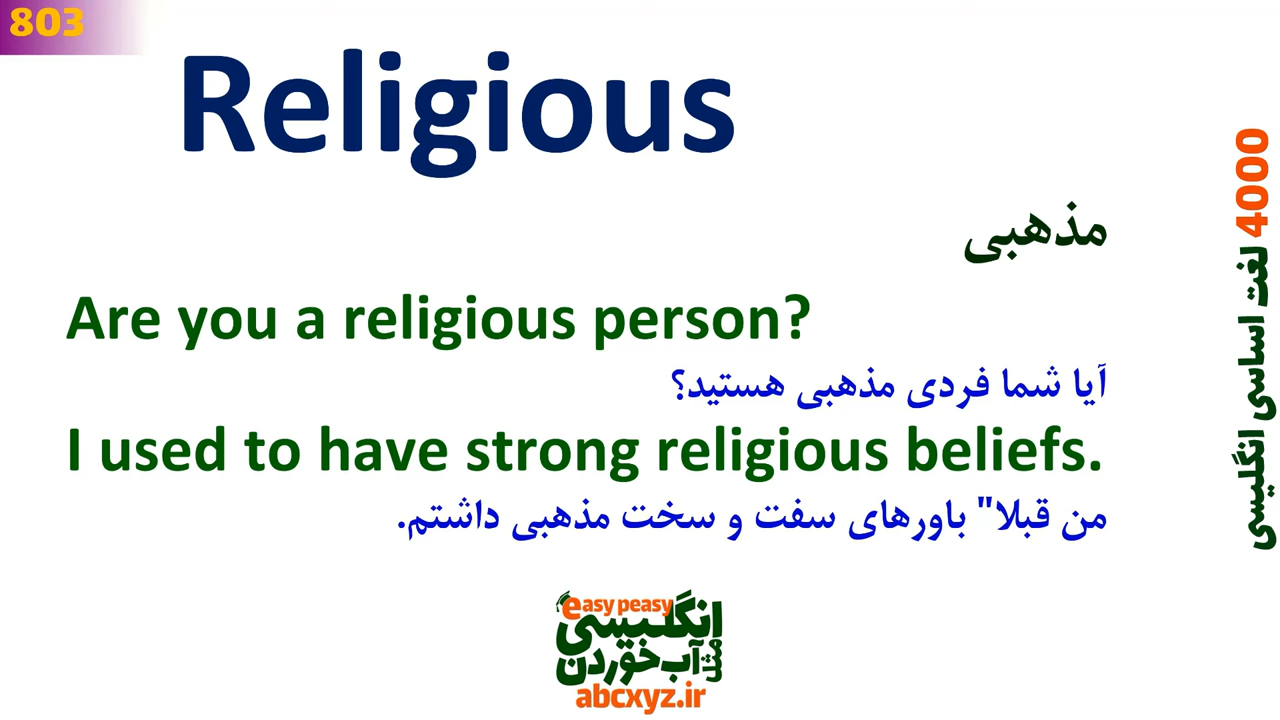 803
Religious
مذهبی
Are you a religious person?
آیا شما فردی مذهبی هستید؟
I used to have strong religious beliefs.
من قبلا" باورهای سفت و سخت مذهبی داشتم.
4000 لغت اساسی انگلیسی
easy peasy
انگلیسی
مثل آب خوردن
abcxyz.ir